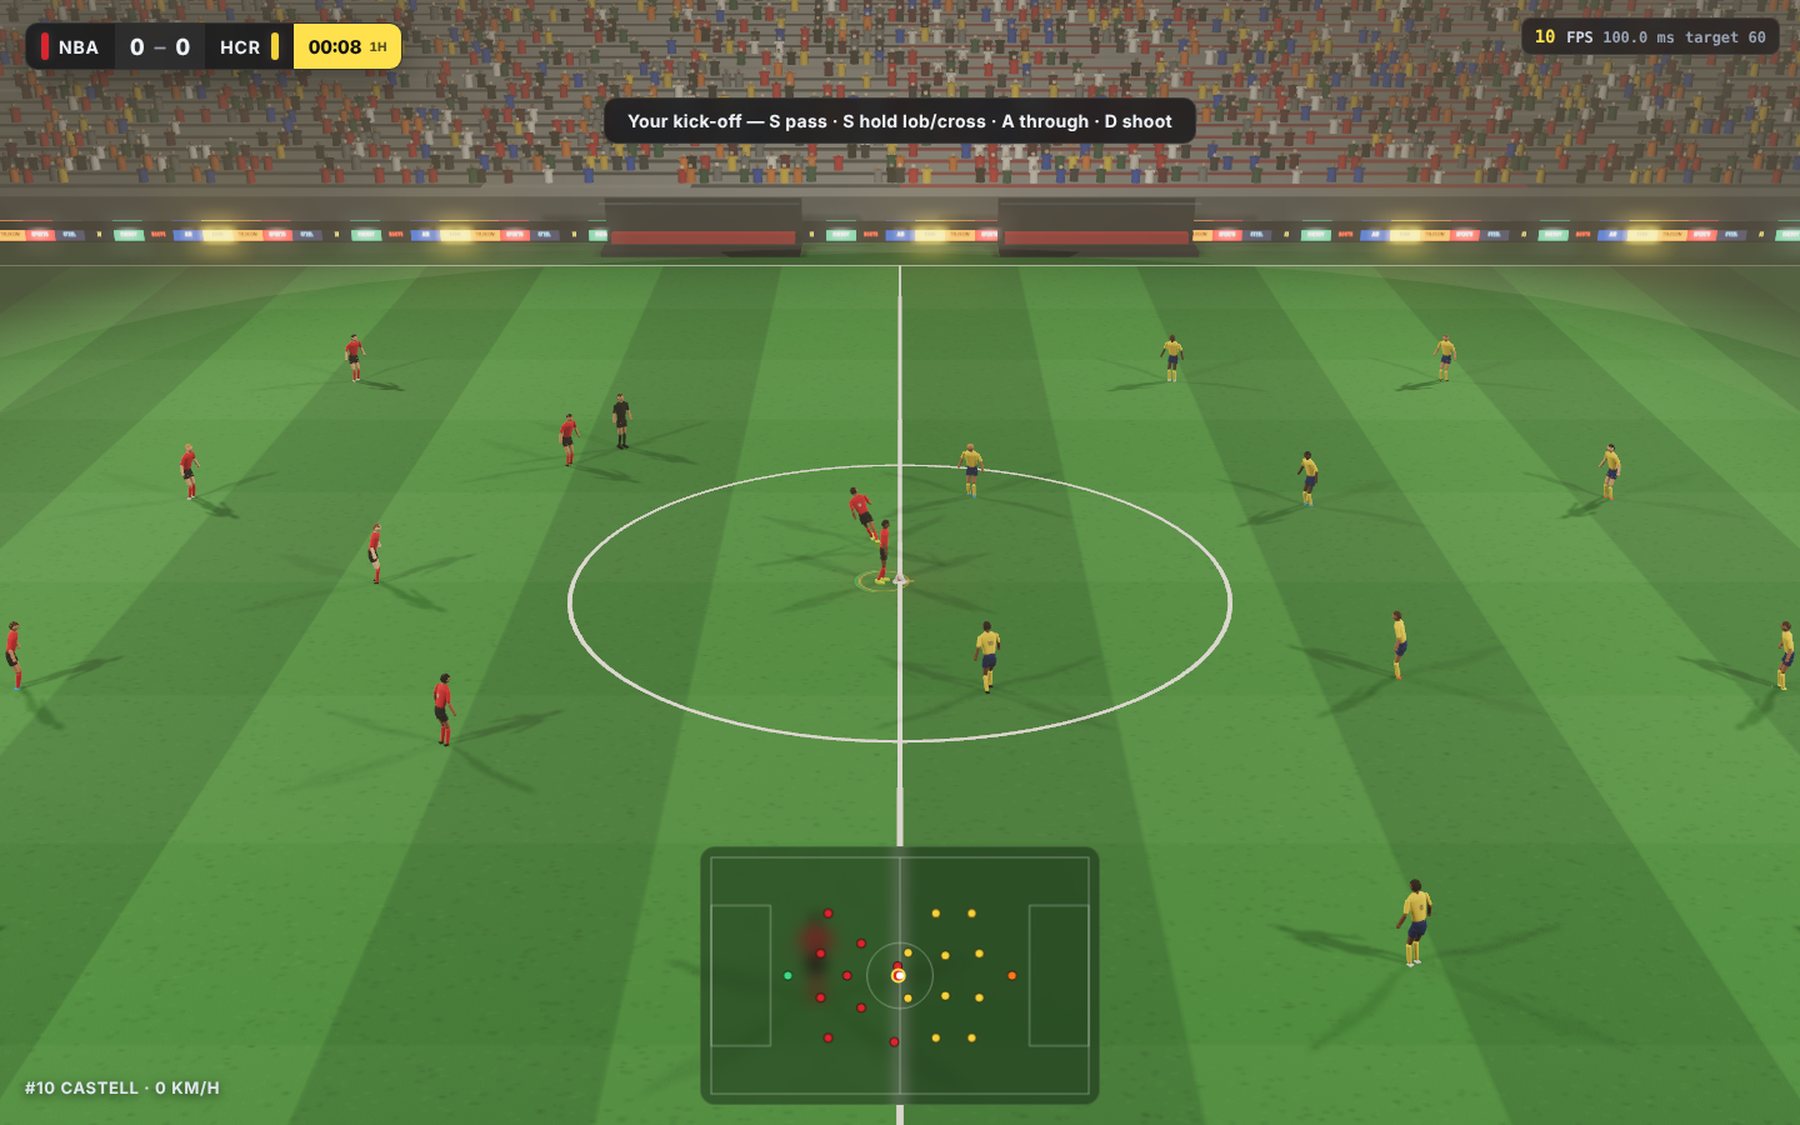 NBA 0 – 0 HCR 00:08 1H
10 FPS 100.0 ms target 60
Your kick-off — S pass · S hold lob/cross · A through · D shoot
#10 CASTELL · 0 KM/H